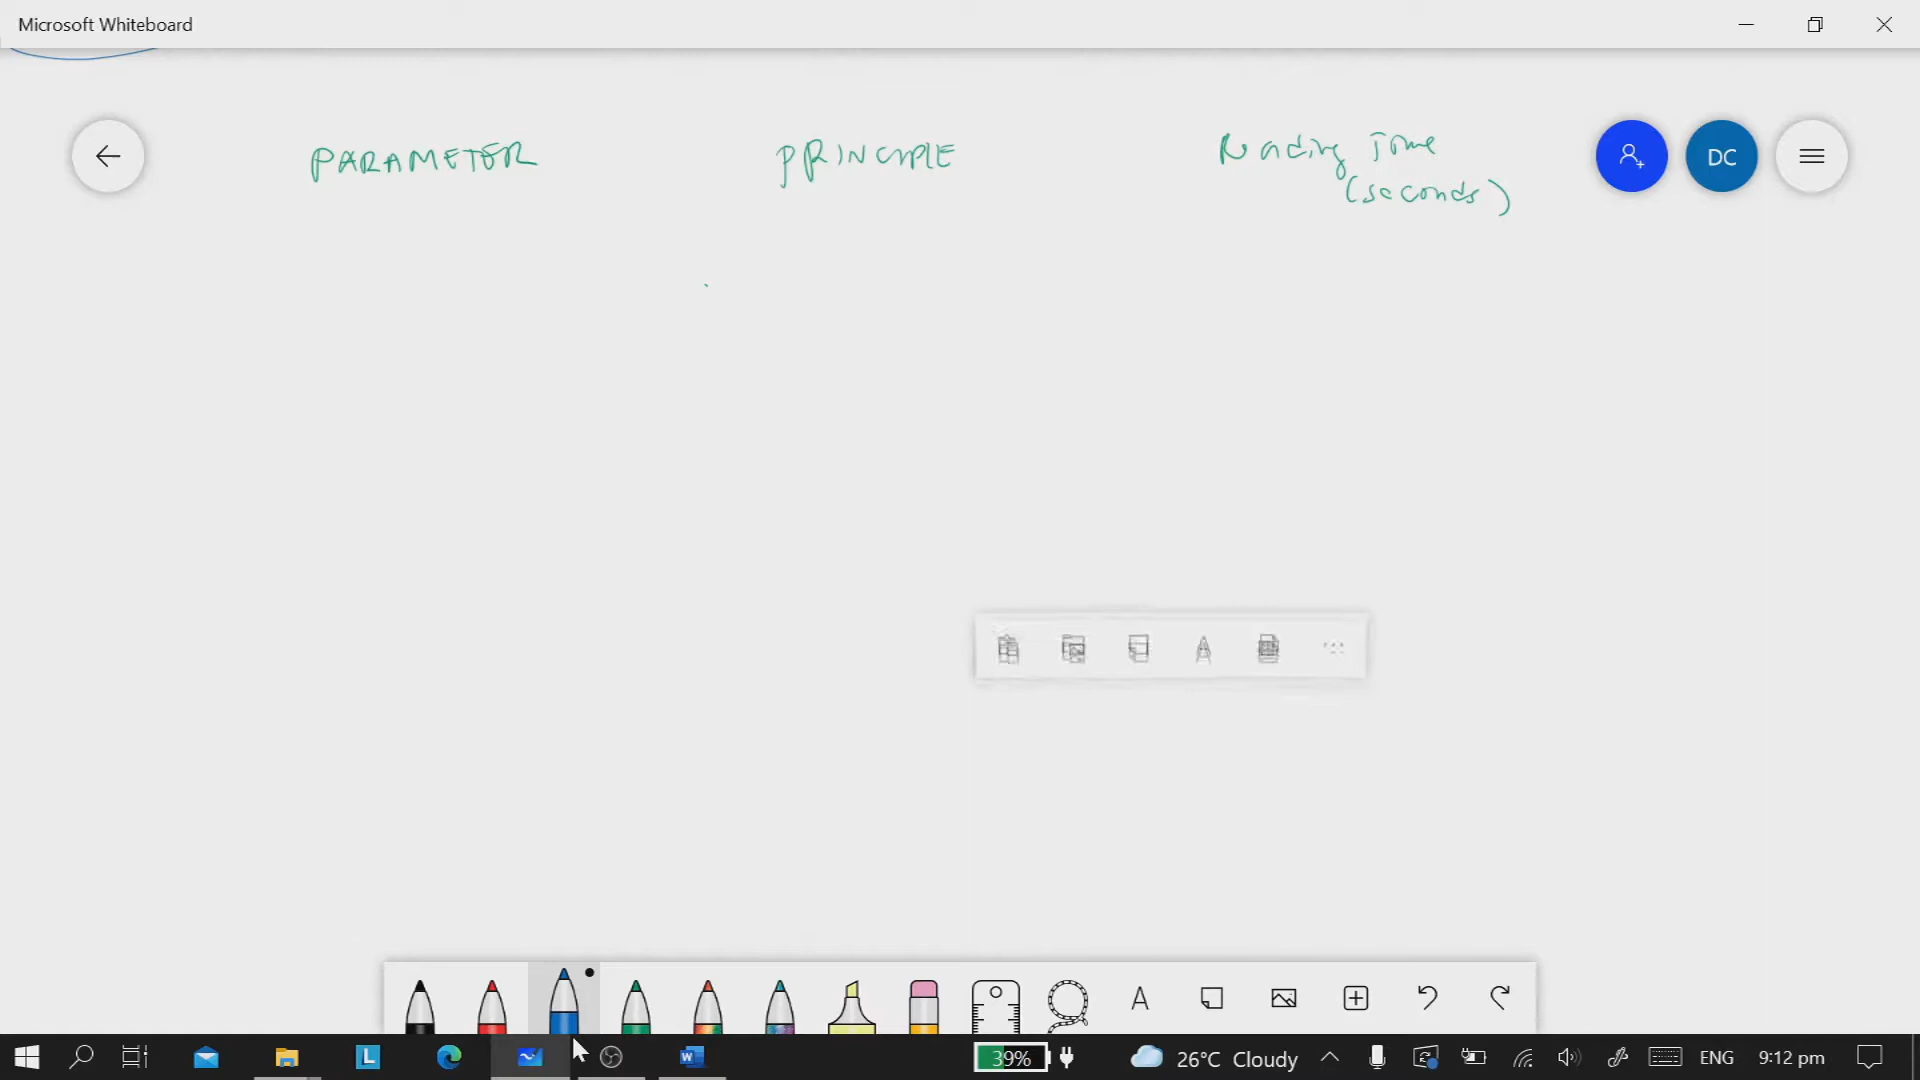 Microsoft Whiteboard
PARAMETER
PRINCIPLE
Reading Time
(seconds)
DC
A
L
W
39%
26°C Cloudy
ENG
9:12 pm